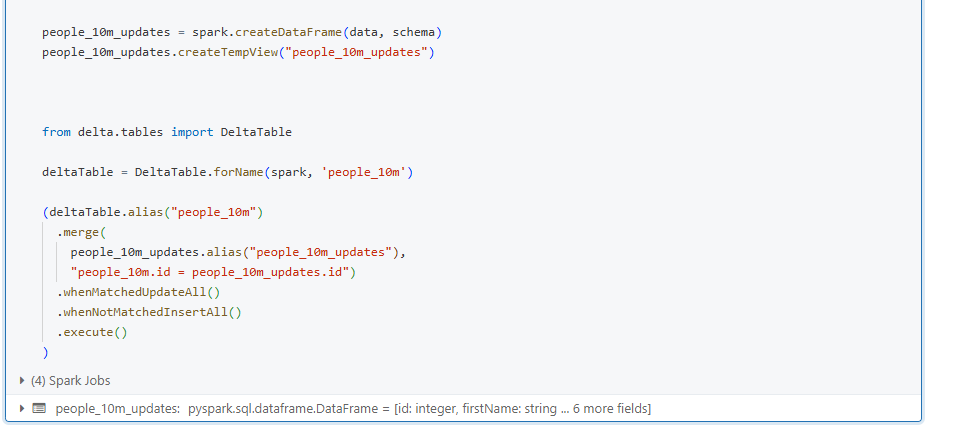 people_10m_updates = spark.createDataFrame(data, schema)
people_10m_updates.createTempView("people_10m_updates")
from delta.tables import DeltaTable
deltaTable = DeltaTable.forName(spark, 'people_10m')
(deltaTable.alias("people_10m")
.merge(
people_10m_updates.alias("people_10m_updates"),
"people_10m.id = people_10m_updates.id")
.whenMatchedUpdateAll()
.whenNotMatchedInsertAll()
.execute()
)
(4) Spark Jobs
people_10m_updates: pyspark.sql.dataframe.DataFrame = [id: integer, firstName: string ... 6 more fields]